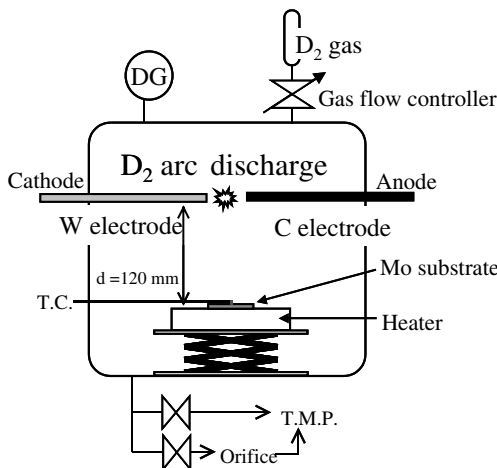 D2 gas
DG
Gas flow controller
D2 arc discharge
Cathode
Anode
W electrode
C electrode
d =120 mm
Mo substrate
T.C.
Heater
T.M.P.
Orifice